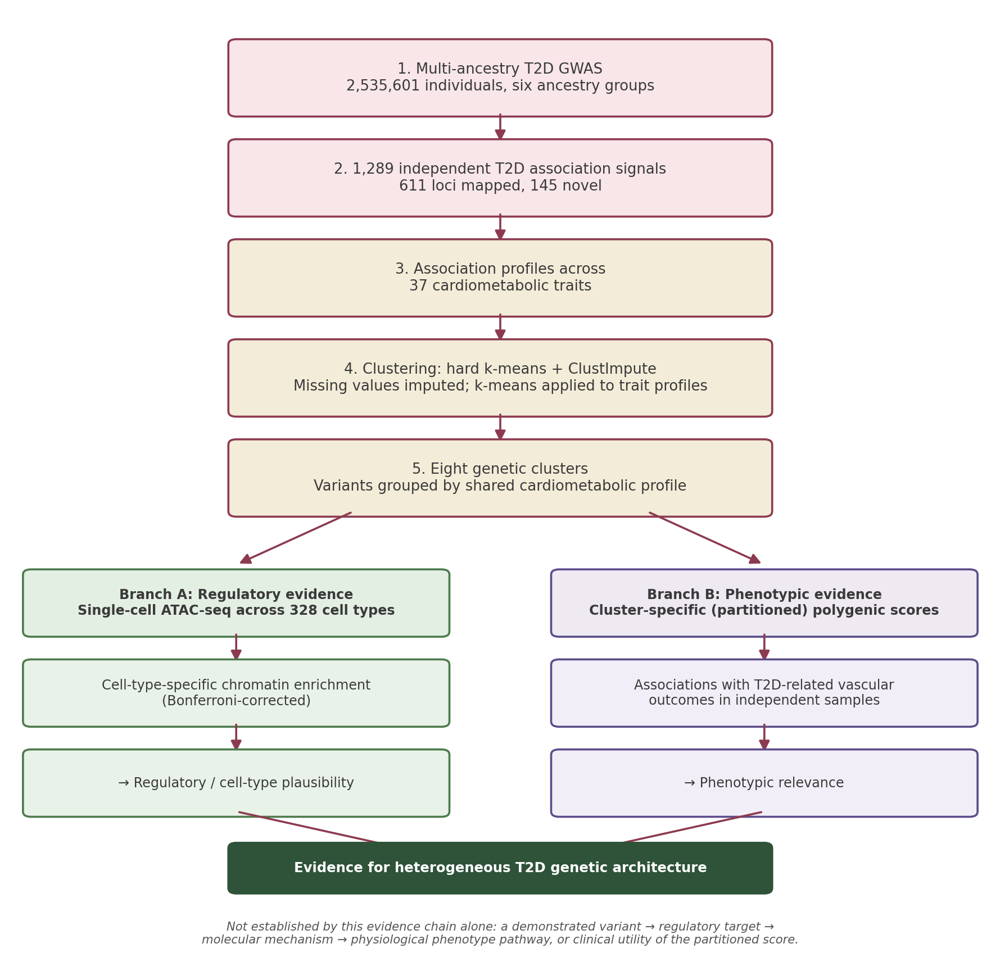 1. Multi-ancestry T2D GWAS
2,535,601 individuals, six ancestry groups
2. 1,289 independent T2D association signals
611 loci mapped, 145 novel
3. Association profiles across
37 cardiometabolic traits
4. Clustering: hard k-means + ClustImpute
Missing values imputed; k-means applied to trait profiles
5. Eight genetic clusters
Variants grouped by shared cardiometabolic profile
Branch A: Regulatory evidence
Single-cell ATAC-seq across 328 cell types
Cell-type-specific chromatin enrichment
(Bonferroni-corrected)
→ Regulatory / cell-type plausibility
Branch B: Phenotypic evidence
Cluster-specific (partitioned) polygenic scores
Associations with T2D-related vascular
outcomes in independent samples
→ Phenotypic relevance
Evidence for heterogeneous T2D genetic architecture
Not established by this evidence chain alone: a demonstrated variant → regulatory target →
molecular mechanism → physiological phenotype pathway, or clinical utility of the partitioned score.